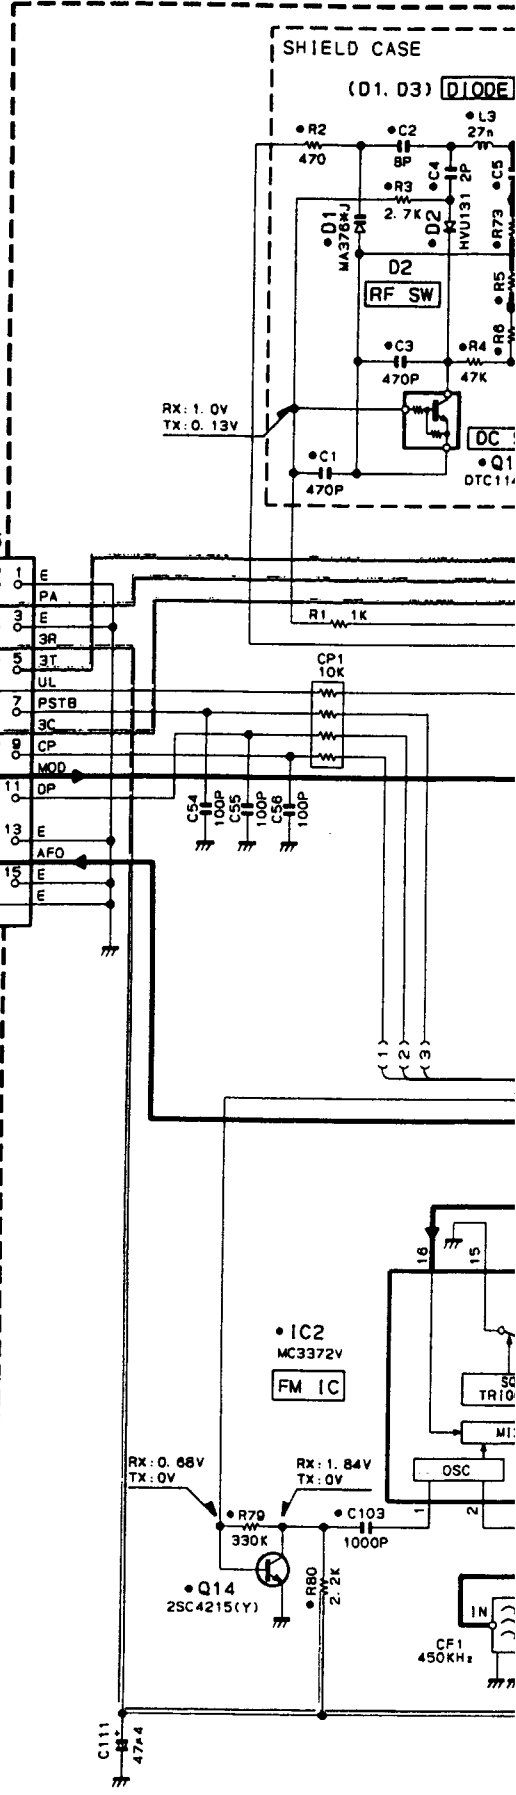 SHIELD CASE
(D1. D3) DIODE
L3
27n
R2
470
C2
8P
C4
2P
C5
R3
2.7K
D1
MA376*J
D2
HVU131
R73
D2
RF SW
R5
R6
C3
470P
R4
47K
RX:1.0V
TX:0.13V
DC
Q1
DTC114
C1
470P
1
E
PA
3
E
3R
5
3T
UL
7
PSTB
3C
9
CP
MOD
11
DP
13
E
AFO
15
E
E
R1
1K
CP1
10K
C54
100P
C55
100P
C56
100P
(1)
(2)
(3)
16
15
IC2
MC3372V
FM IC
SQ
TRIG
MI
OSC
1
2
RX:0.68V
TX:0V
RX:1.84V
TX:0V
R79
330K
C103
1000P
Q14
2SC4215(Y)
R80
2.2K
IN
CF1
450KHz
C111
+
47*4